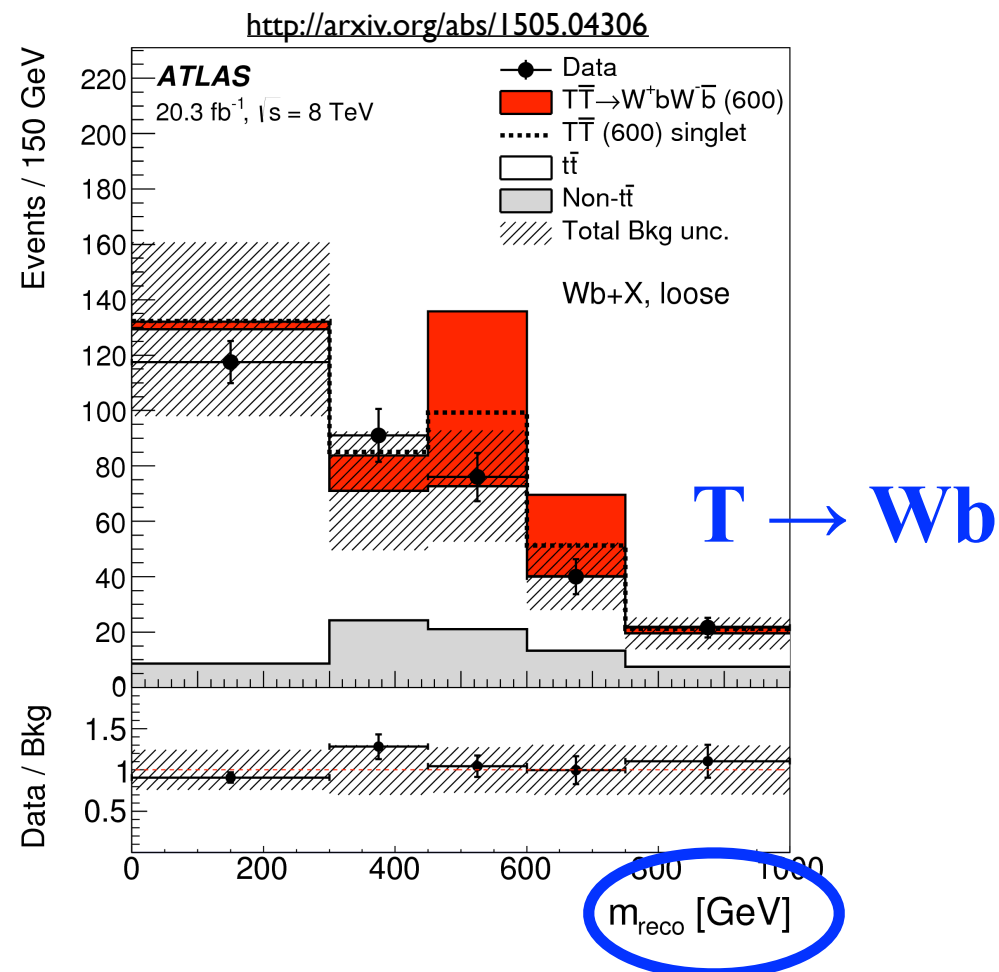 http://arxiv.org/abs/1505.04306
ATLAS
20.3 fb⁻¹, √s = 8 TeV
Data
TT̅→W⁺bW⁻b̅ (600)
TT̅ (600) singlet
tt̅
Non-tt̅
Total Bkg unc.
Wb+X, loose
Events / 150 GeV
220
200
180
160
140
120
100
80
60
40
20
0
T → Wb
Data / Bkg
1.5
1
0.5
0 200 400 600 800 1000
m_reco [GeV]